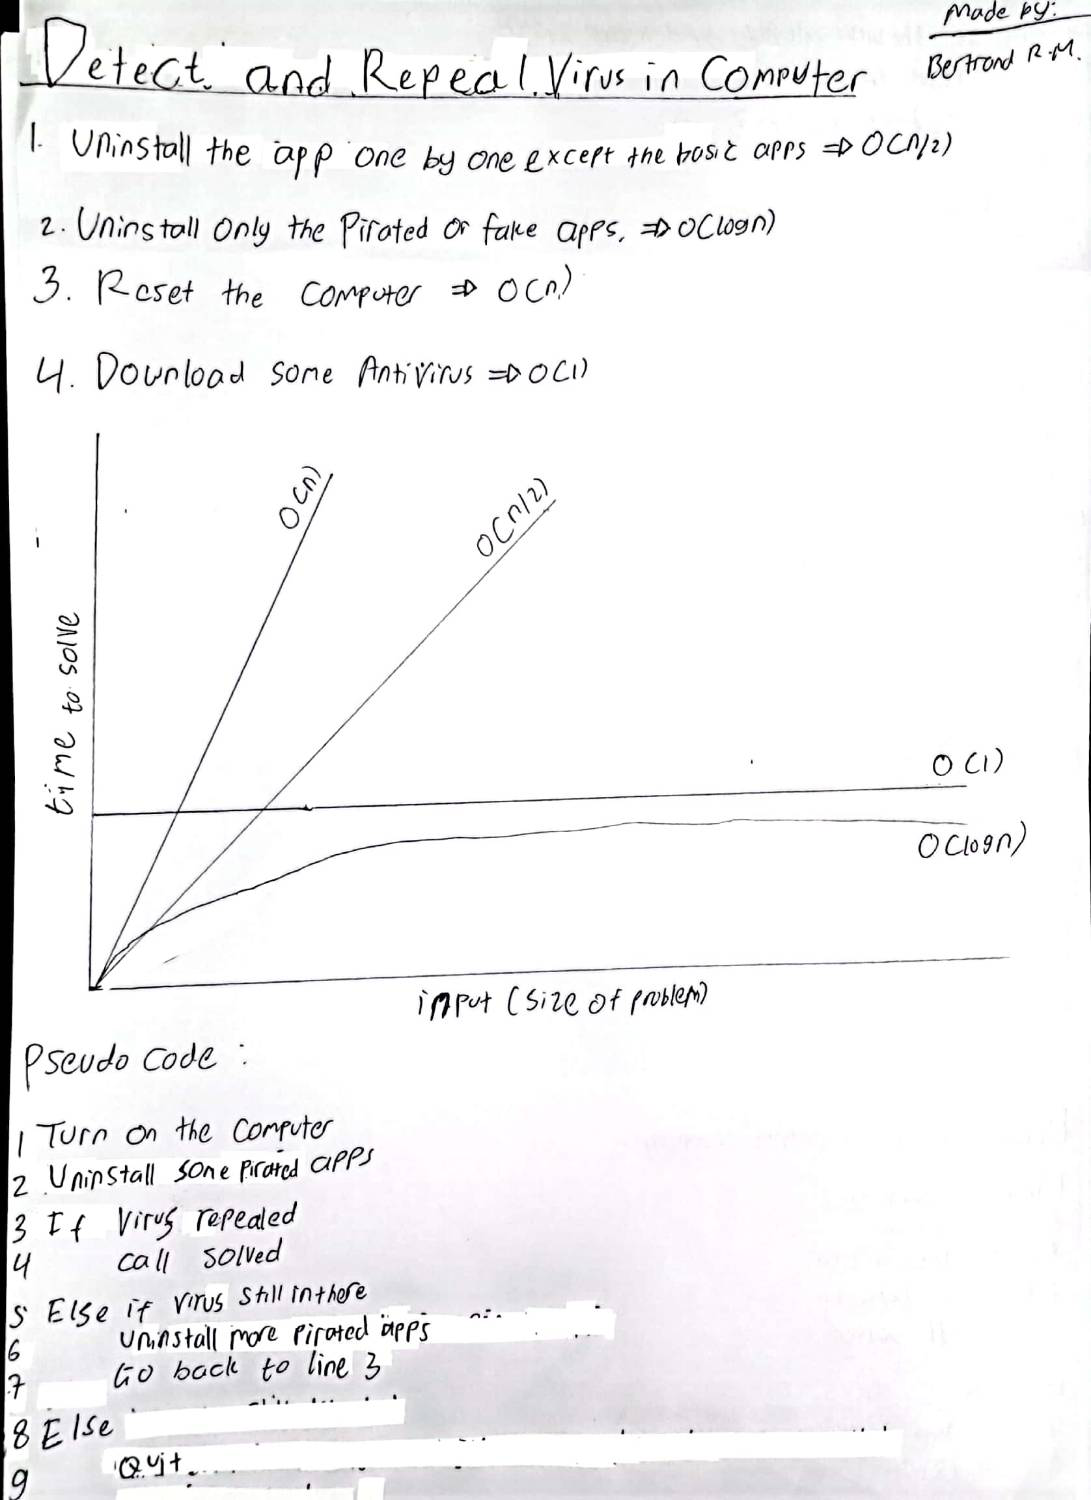 Made by:
Bertrand R.M.
Detect and Repeal Virus in Computer
1. Uninstall the app one by one except the basic apps ⇒ O(n/2)
2. Uninstall Only the Pirated or fake apps, ⇒ O(logn)
3. Reset the Computer ⇒ O(n)
4. Download some Antivirus ⇒ O(1)
O(n)
O(n/2)
time to solve
O(1)
O(logn)
input (size of problem)
Pseudo code :
1 Turn on the Computer
2 Uninstall some pirated apps
3 If Virus repealed
4 call solved
5 Else if virus still inthere
6 Uninstall more pirated apps
7 Go back to line 3
8 Else
9 Quit